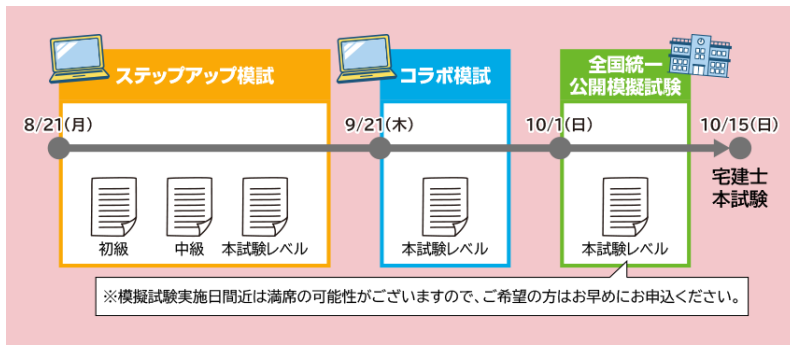 ステップアップ模試
コラボ模試
全国統一
公開模擬試験
8/21(月)
9/21(木)
10/1(日)
10/15(日)
宅建士
本試験
初級
中級
本試験レベル
本試験レベル
本試験レベル
※模擬試験実施日間近は満席の可能性がございますので、ご希望の方はお早めにお申込ください。